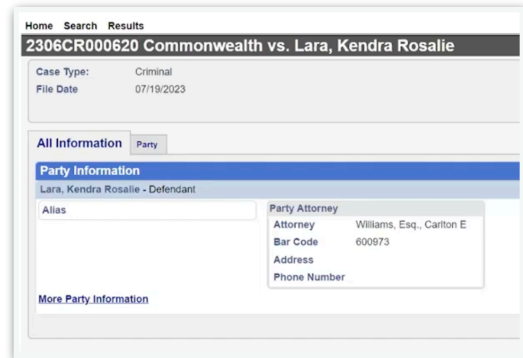 Home Search Results
2306CR000620 Commonwealth vs. Lara, Kendra Rosalie
Case Type: Criminal
File Date 07/19/2023
All Information Party
Party Information
Lara, Kendra Rosalie - Defendant
Alias Party Attorney
Attorney Williams, Esq., Carlton E
Bar Code 600973
Address
Phone Number
More Party Information